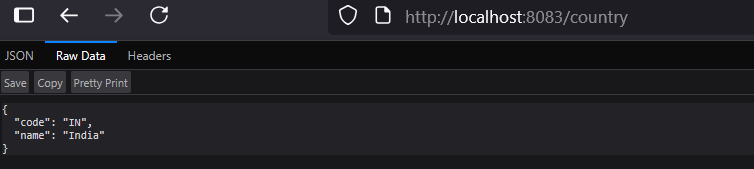 http://localhost:8083/country
JSON Raw Data Headers
Save Copy Pretty Print
{
  "code": "IN",
  "name": "India"
}